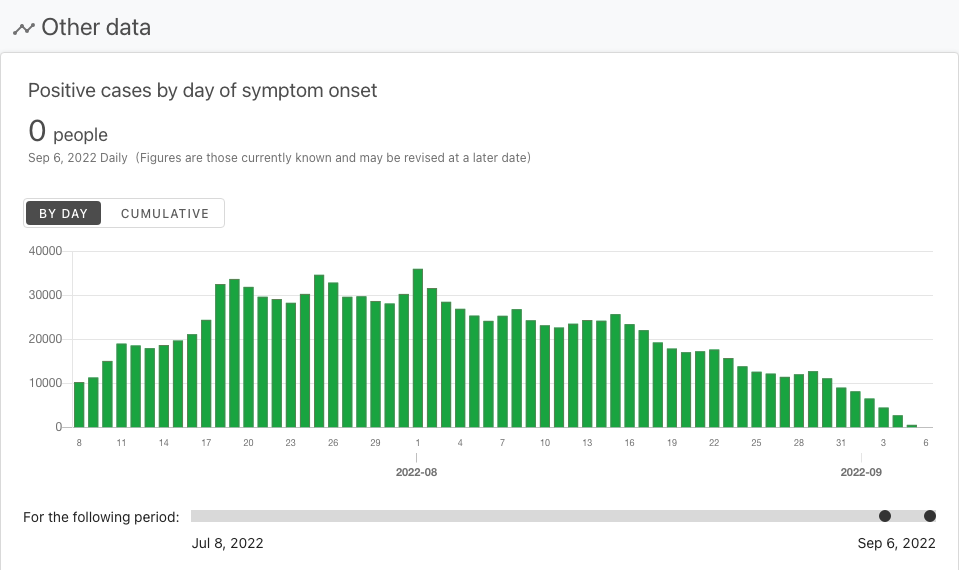 Other data
Positive cases by day of symptom onset
0 people
Sep 6, 2022 Daily (Figures are those currently known and may be revised at a later date)
BY DAY CUMULATIVE
40000
30000
20000
10000
0
8 11 14 17 20 23 26 29 1 4 7 10 13 16 19 22 25 28 31 3 6
2022-08 2022-09
For the following period:
Jul 8, 2022 Sep 6, 2022